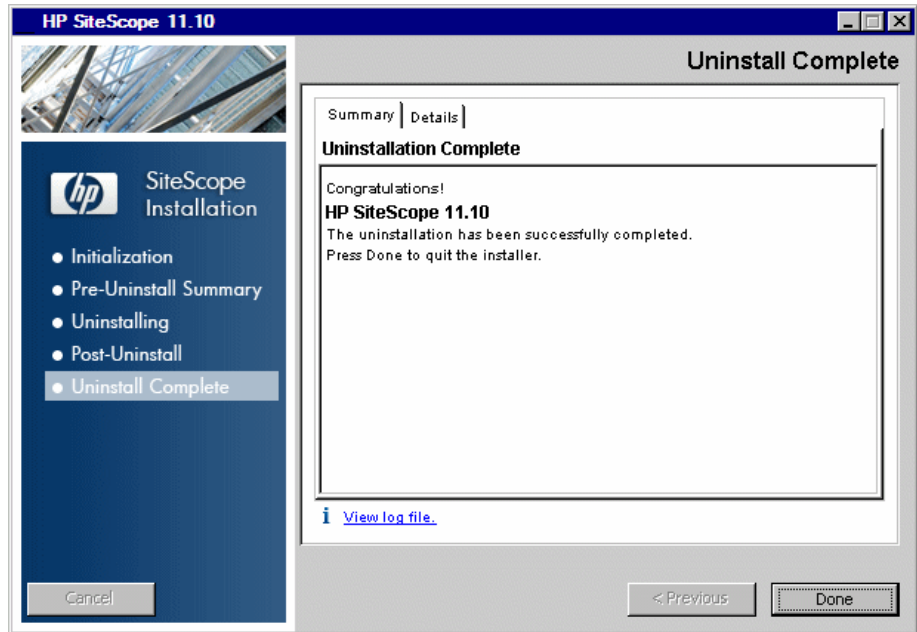 HP SiteScope 11.10
Uninstall Complete
hp
SiteScope
Installation
Initialization
Pre-Uninstall Summary
Uninstalling
Post-Uninstall
Uninstall Complete
Summary
Details
Uninstallation Complete
Congratulations!
HP SiteScope 11.10
The uninstallation has been successfully completed.
Press Done to quit the installer.
i View log file.
Cancel
< Previous
Done